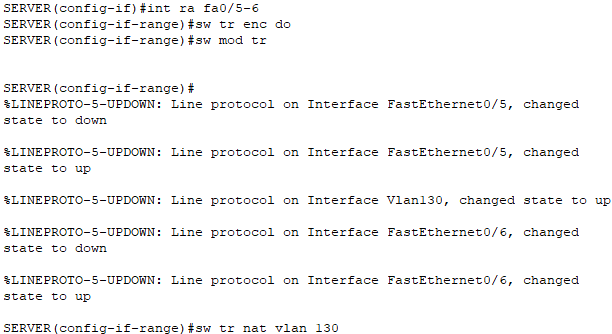 SERVER(config-if)#int ra fa0/5-6
SERVER(config-if-range)#sw tr enc do
SERVER(config-if-range)#sw mod tr
SERVER(config-if-range)#
%LINEPROTO-5-UPDOWN: Line protocol on Interface FastEthernet0/5, changed
state to down
%LINEPROTO-5-UPDOWN: Line protocol on Interface FastEthernet0/5, changed
state to up
%LINEPROTO-5-UPDOWN: Line protocol on Interface Vlan130, changed state to up
%LINEPROTO-5-UPDOWN: Line protocol on Interface FastEthernet0/6, changed
state to down
%LINEPROTO-5-UPDOWN: Line protocol on Interface FastEthernet0/6, changed
state to up
SERVER(config-if-range)#sw tr nat vlan 130